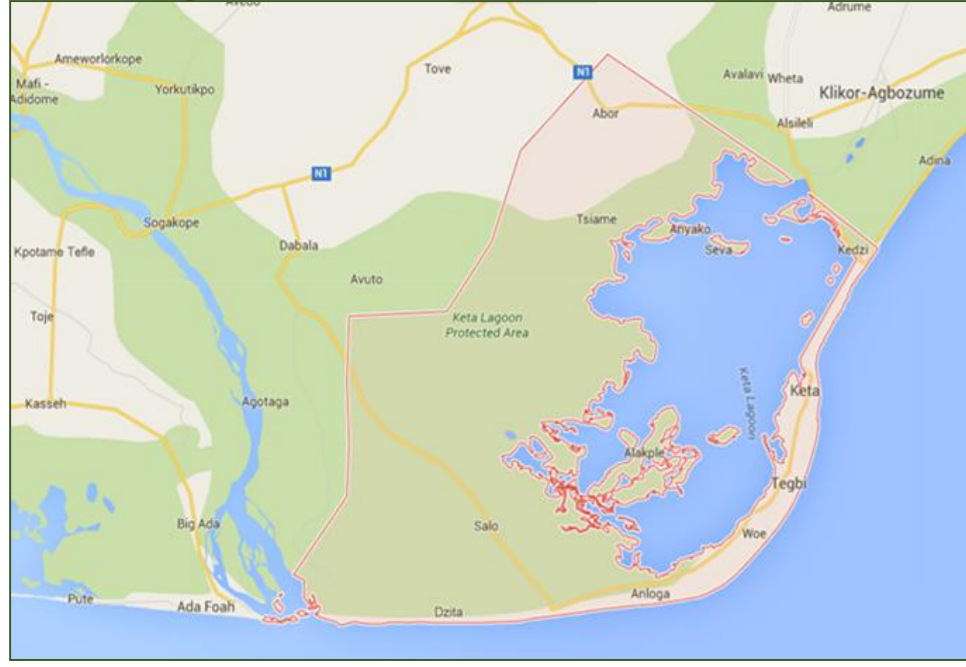 Avedo
Adrume
Ameworlorkope
Tove
N1
Avalavi
Wheta
Mafi -
Adidome
Yorkutikpo
Klikor-Agbozume
Abor
Alsileli
Adina
N1
Sogakope
Tsiame
Anyako
Seva
Kedzi
Kpotame Tefle
Dabala
Avuto
Toje
Keta Lagoon
Protected Area
Keta Lagoon
Keta
Kasseh
Agotaga
Alakple
Tegbi
Big Ada
Salo
Woe
Pute
Ada Foah
Dzita
Anloga